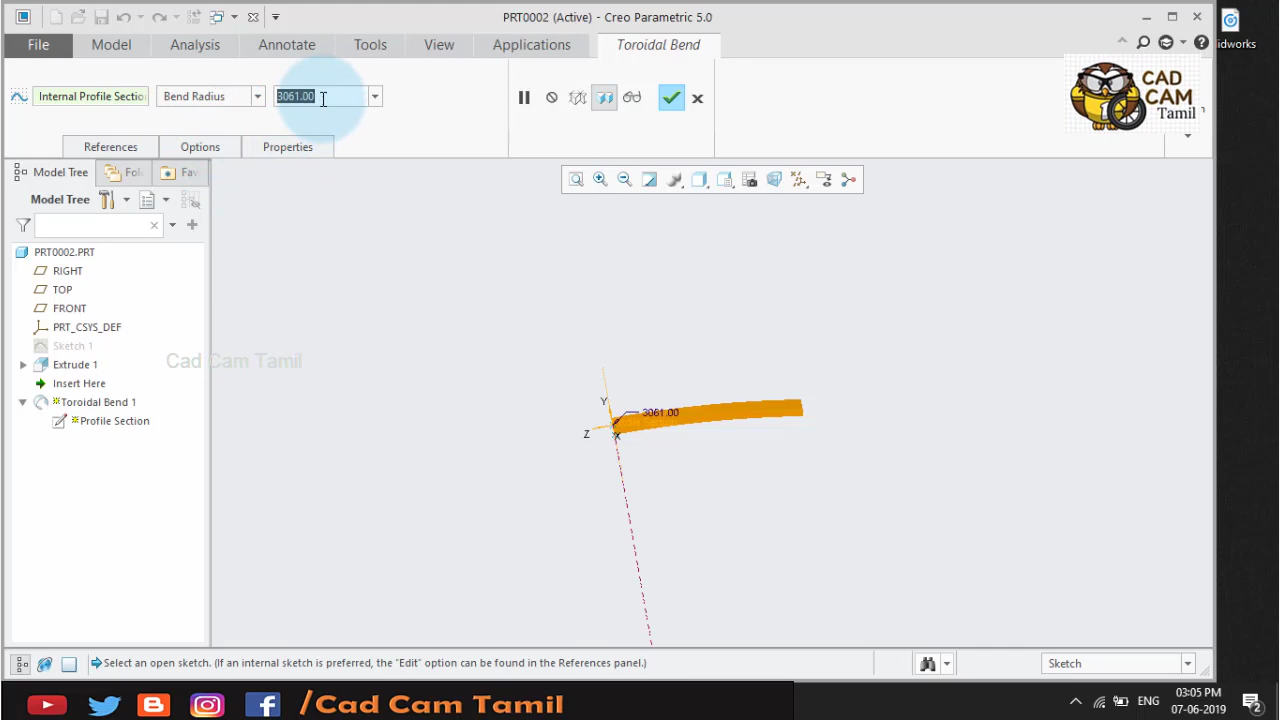 PRT0002 (Active) - Creo Parametric 5.0
File Model Analysis Annotate Tools View Applications Toroidal Bend
idworks
Internal Profile Sectio Bend Radius 3061.00
CAD
CAM
Tamil
References Options Properties
Model Tree Fol Fav
Model Tree
PRT0002.PRT
RIGHT
TOP
FRONT
PRT_CSYS_DEF
Sketch 1
Cad Cam Tamil
Extrude 1
Insert Here
Toroidal Bend 1
Profile Section
Y
3061.00
Z
X
Select an open sketch. (If an internal sketch is preferred, the "Edit" option can be found in the References panel.)
Sketch
/Cad Cam Tamil
ENG
03:05 PM
07-06-2019
2